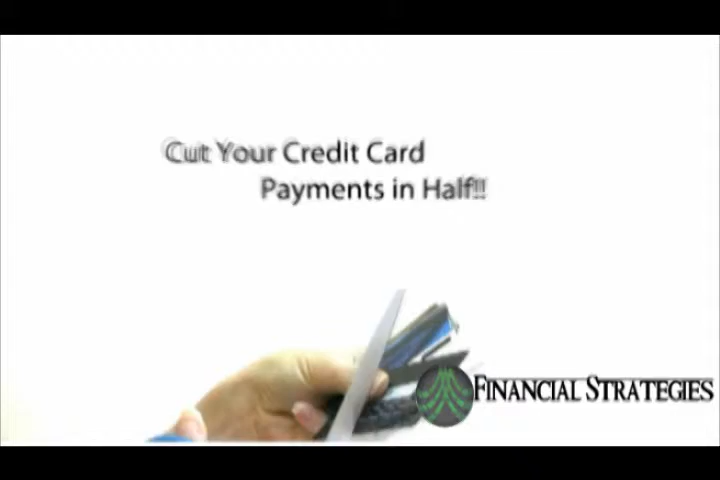 Cut Your Credit Card
Payments in Half!!
FINANCIAL STRATEGIES